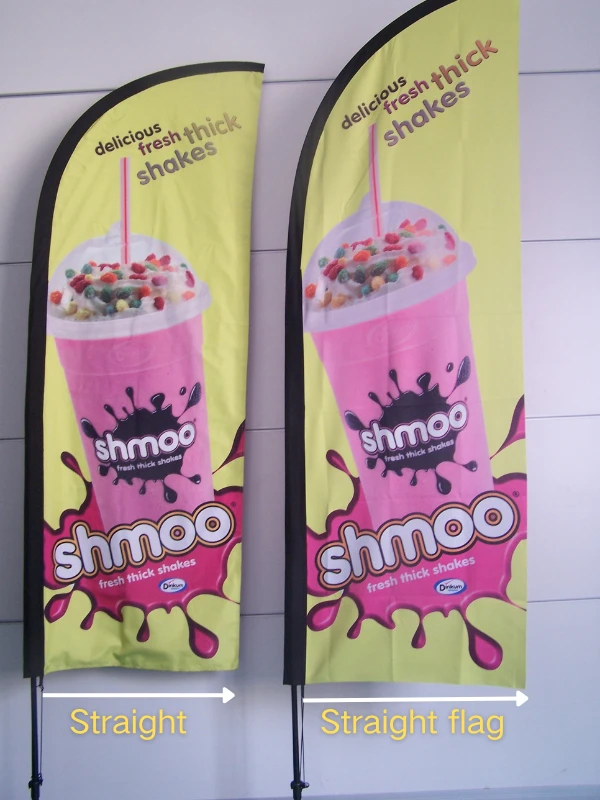 delicious
fresh thick
shakes
shmoo
fresh thick shakes
shmoo®
fresh thick shakes
Dinkum
Straight
delicious
fresh thick
shakes
shmoo
fresh thick shakes
shmoo®
fresh thick shakes
Dinkum
Straight flag